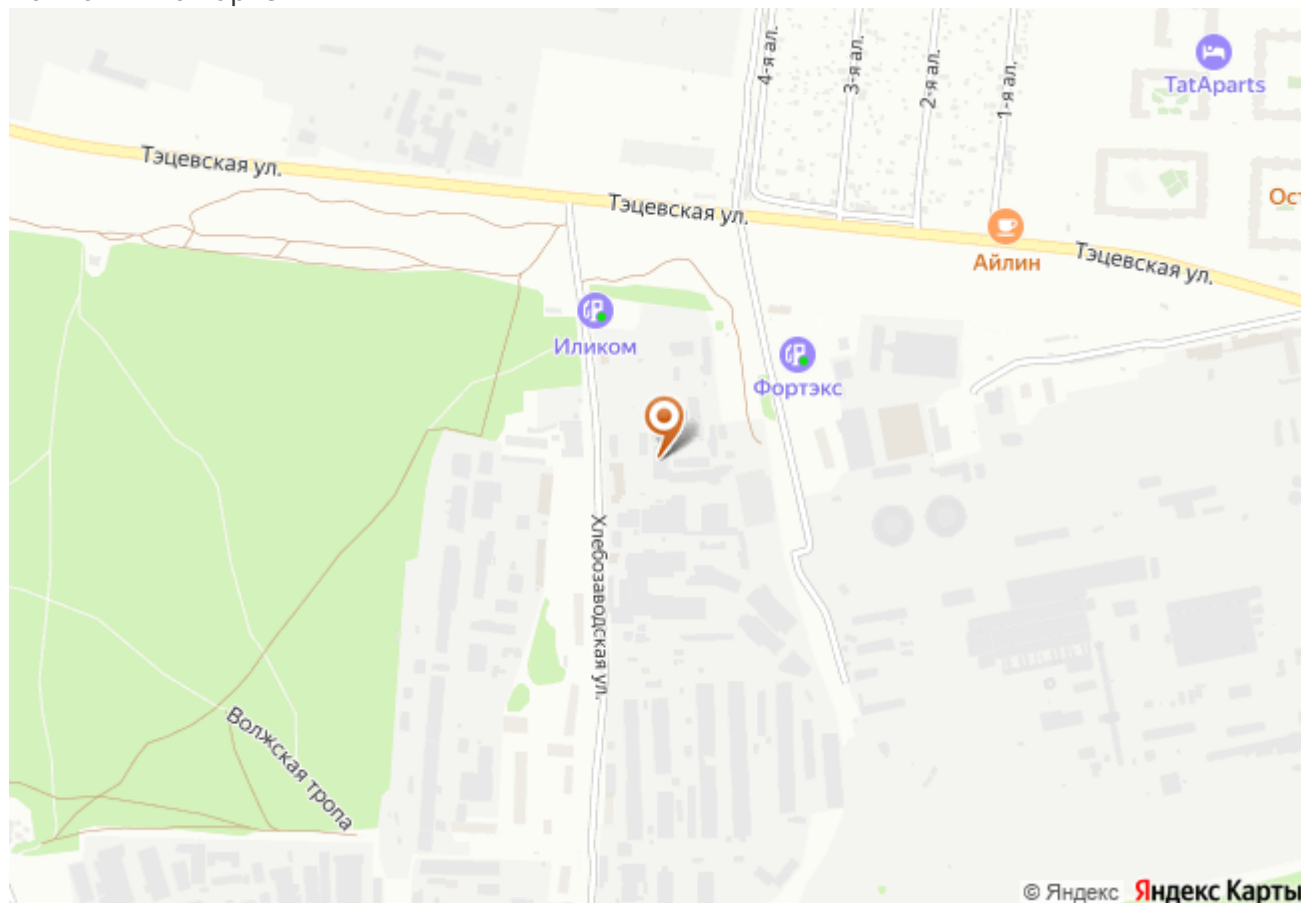 4-я ал.
3-я ал.
2-я ал.
1-я ал.
TatAparts
Тэцевская ул.
Тэцевская ул.
Ост
Айлин
Тэцевская ул.
Иликом
Фортэкс
Хлебозаводская ул.
Волжская тропа
© Яндекс Яндекс Карты